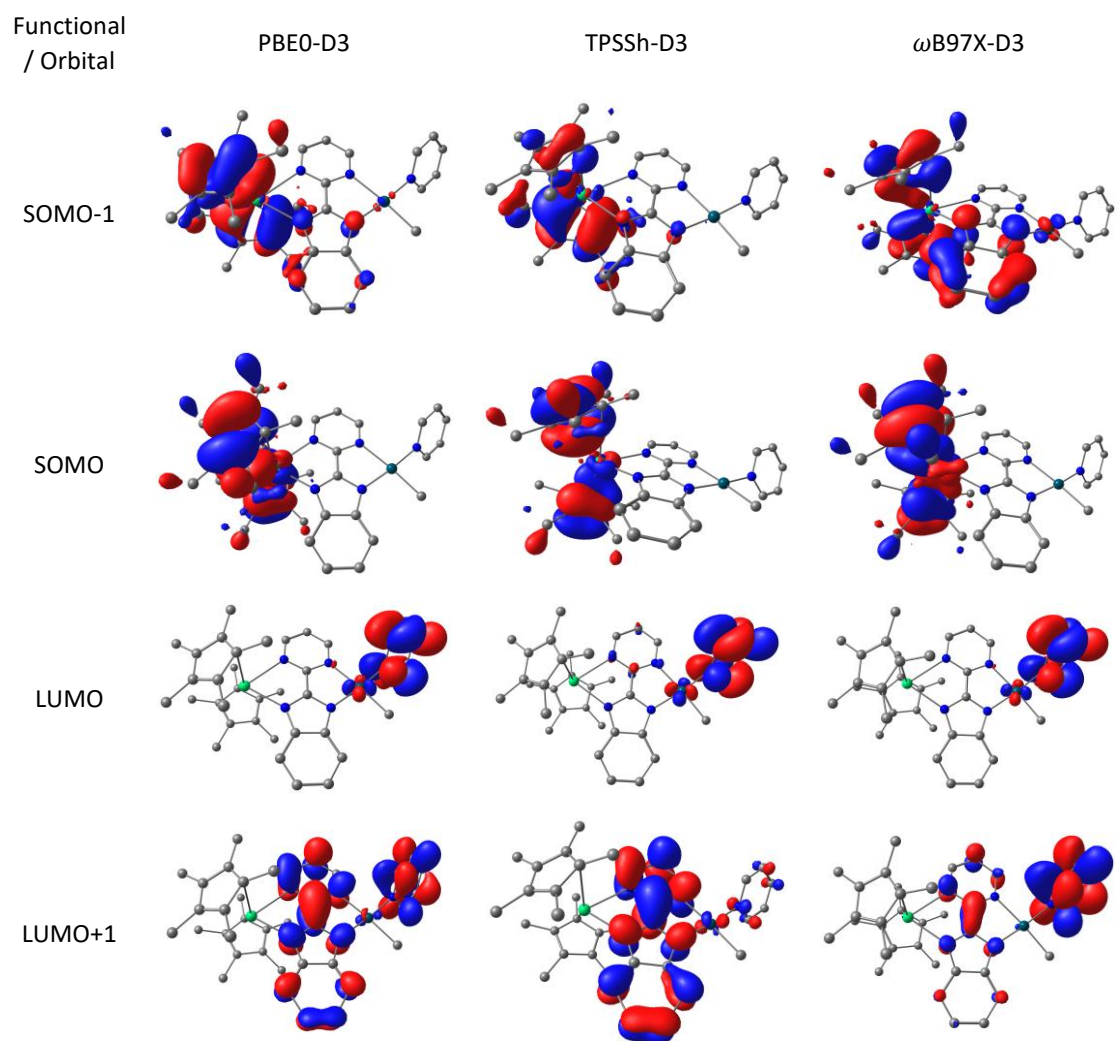 Functional
/ Orbital
PBE0-D3
TPSSh-D3
ωB97X-D3
SOMO-1
SOMO
LUMO
LUMO+1